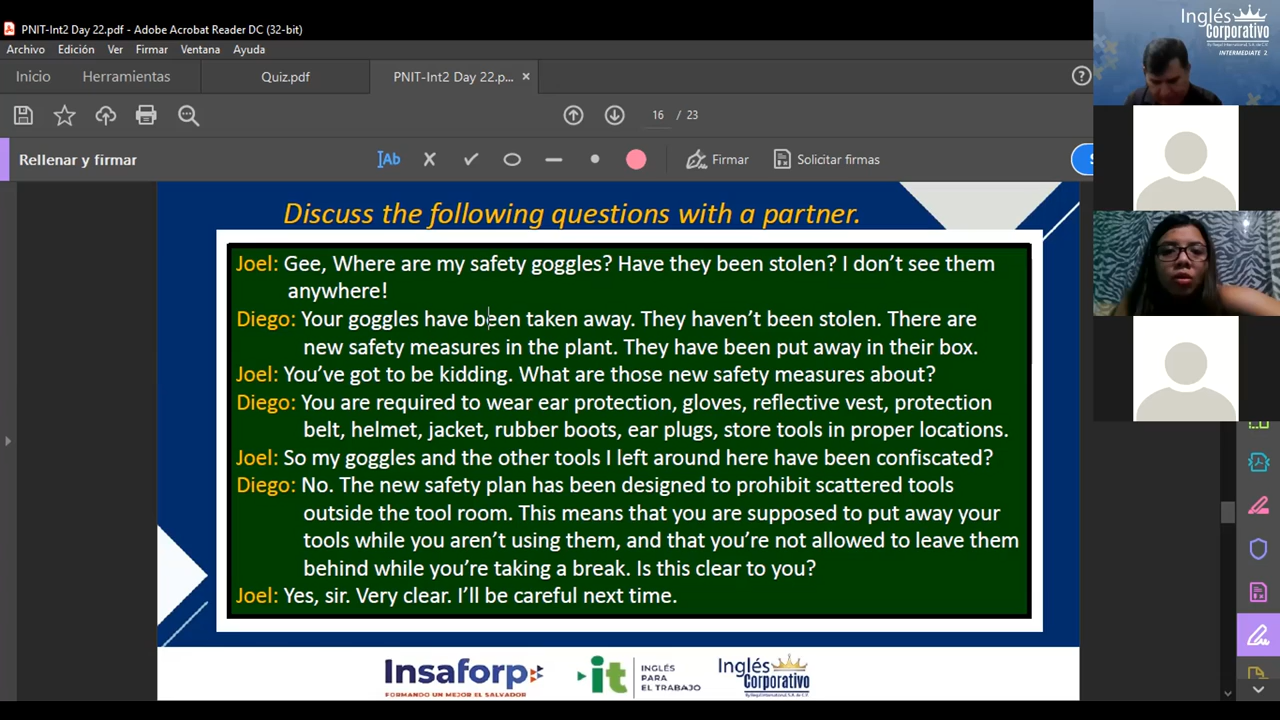 PNIT-Int2 Day 22.pdf - Adobe Acrobat Reader DC (32-bit)
Archivo Edición Ver Firmar Ventana Ayuda
Inicio Herramientas Quiz.pdf PNIT-Int2 Day 22.p... ×
16 / 23
Rellenar y firmar
Ab
Firmar
Solicitar firmas
Inglés
Corporativo
By Regal International, S.A. de C.V.
INTERMEDIATE 2
Discuss the following questions with a partner.
Joel: Gee, Where are my safety goggles? Have they been stolen? I don't see them
anywhere!
Diego: Your goggles have been taken away. They haven't been stolen. There are
new safety measures in the plant. They have been put away in their box.
Joel: You've got to be kidding. What are those new safety measures about?
Diego: You are required to wear ear protection, gloves, reflective vest, protection
belt, helmet, jacket, rubber boots, ear plugs, store tools in proper locations.
Joel: So my goggles and the other tools I left around here have been confiscated?
Diego: No. The new safety plan has been designed to prohibit scattered tools
outside the tool room. This means that you are supposed to put away your
tools while you aren't using them, and that you're not allowed to leave them
behind while you're taking a break. Is this clear to you?
Joel: Yes, sir. Very clear. I'll be careful next time.
Insaforp
FORMANDO UN MEJOR EL SALVADOR
it
INGLÉS
PARA
EL TRABAJO
Inglés
Corporativo
By Regal International, S.A. de C.V.